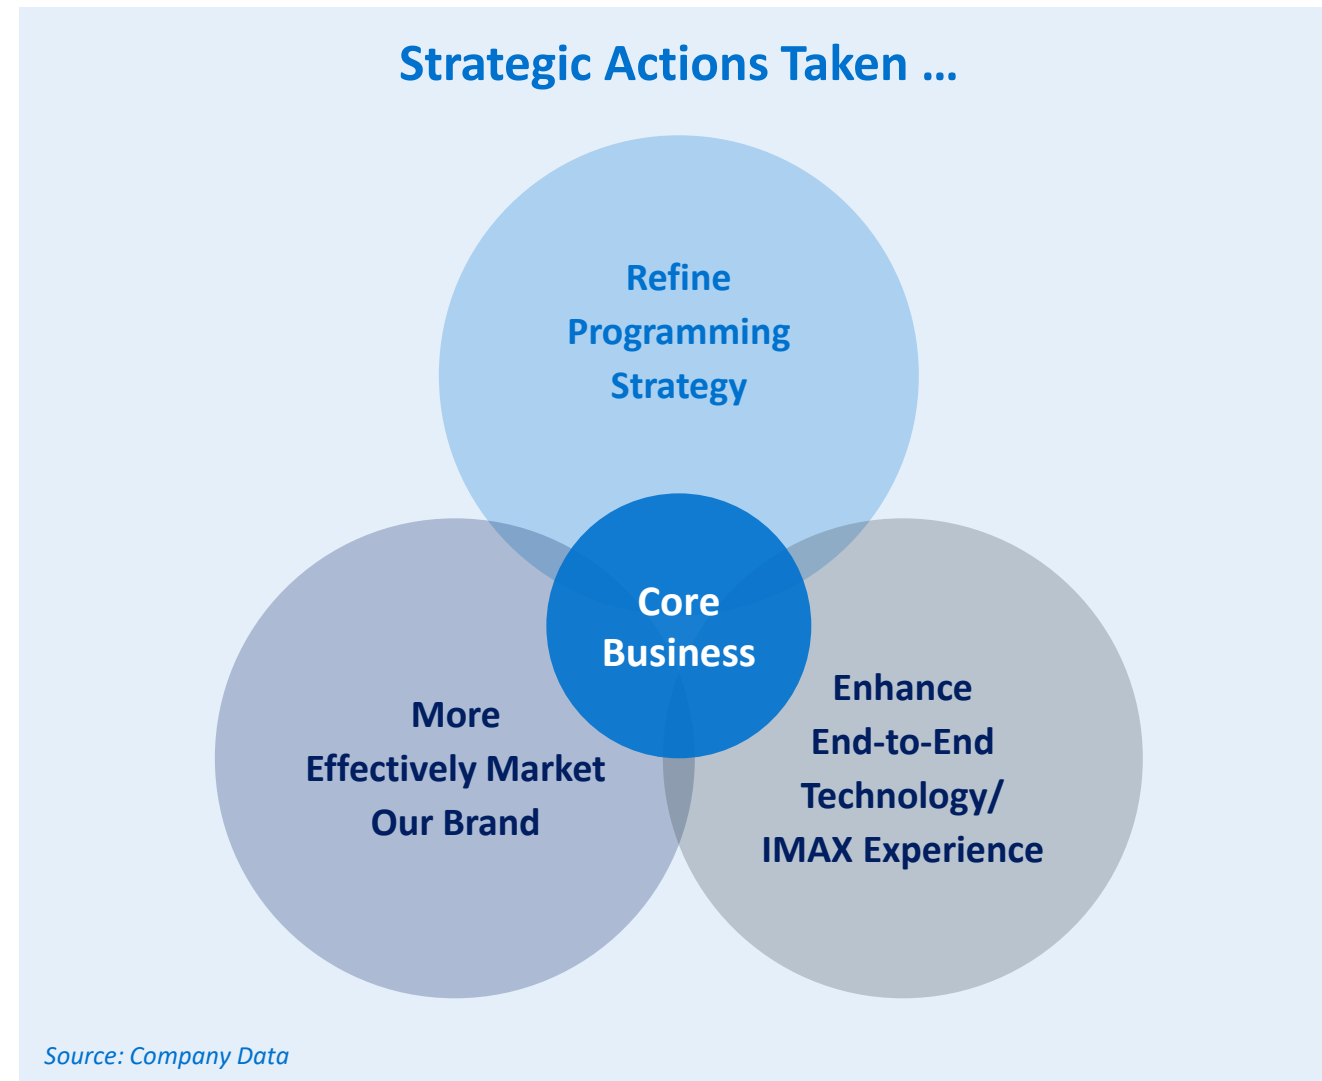 Strategic Actions Taken …
Refine
Programming
Strategy
Core
Business
More
Effectively Market
Our Brand
Enhance
End-to-End
Technology/
IMAX Experience
Source: Company Data